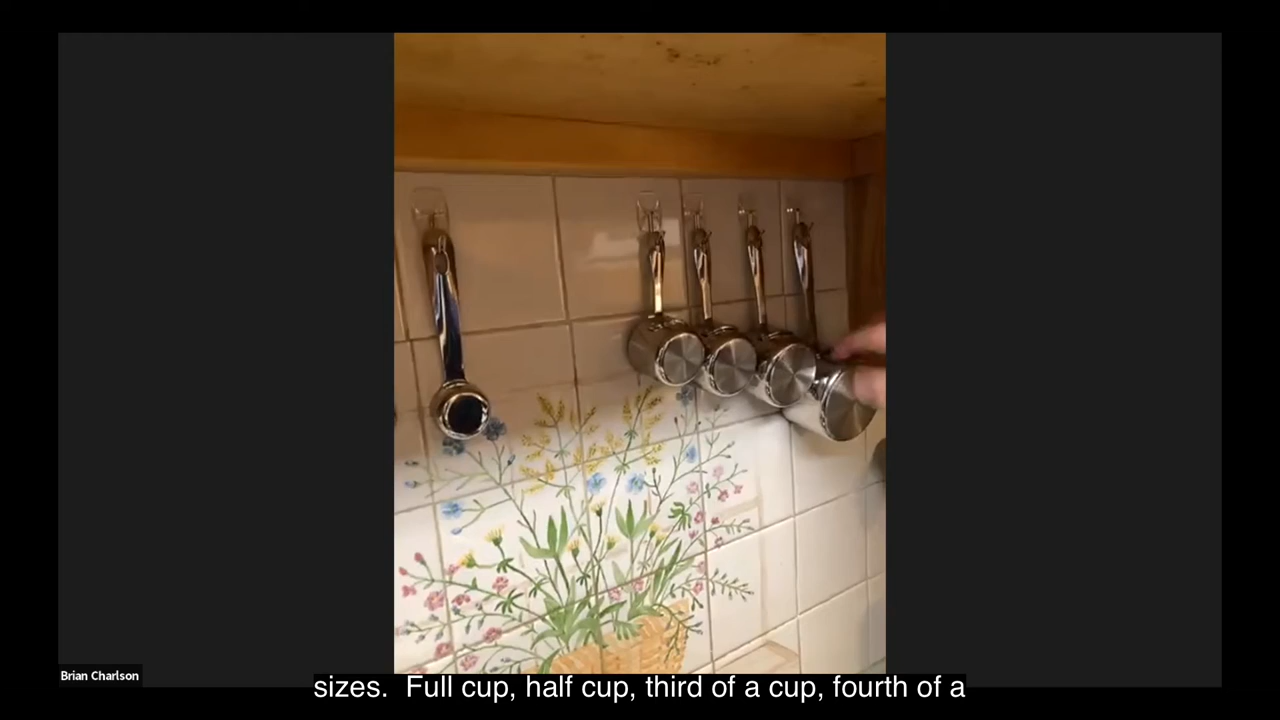 Brian Charlson
sizes.  Full cup, half cup, third of a cup, fourth of a